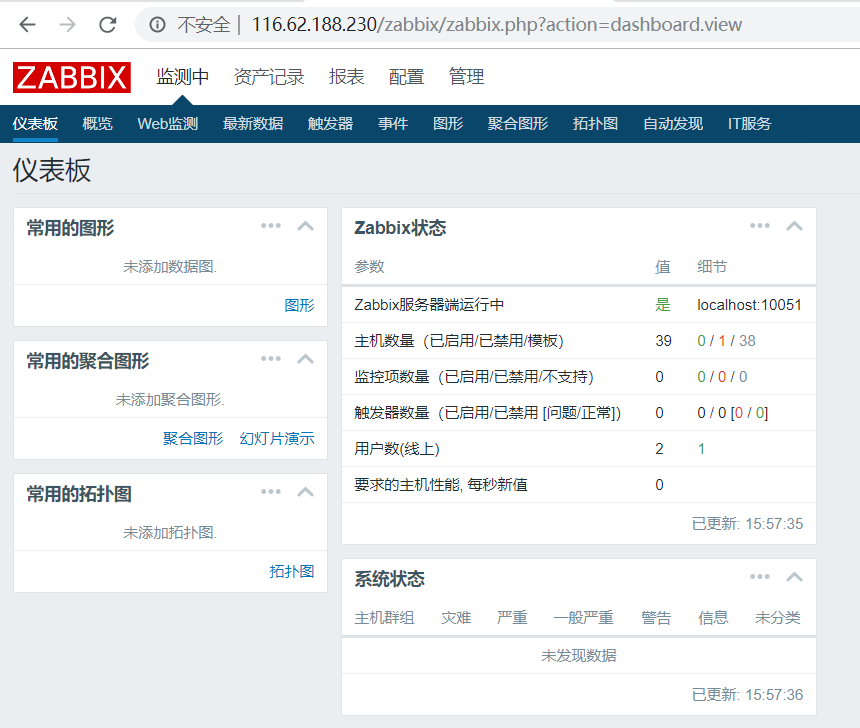 不安全 | 116.62.188.230/zabbix/zabbix.php?action=dashboard.view
ZABBIX 监测中 资产记录 报表 配置 管理
仪表板 概览 Web监测 最新数据 触发器 事件 图形 聚合图形 拓扑图 自动发现 IT服务
仪表板
常用的图形
未添加数据图.
图形
常用的聚合图形
未添加聚合图形.
聚合图形 幻灯片演示
常用的拓扑图
未添加拓扑图.
拓扑图
Zabbix状态
参数 值 细节
Zabbix服务器端运行中 是 localhost:10051
主机数量（已启用/已禁用/模板） 39 0 / 1 / 38
监控项数量（已启用/已禁用/不支持） 0 0 / 0 / 0
触发器数量（已启用/已禁用 [问题/正常]） 0 0 / 0 [0 / 0]
用户数(线上) 2 1
要求的主机性能, 每秒新值 0
已更新: 15:57:35
系统状态
主机群组 灾难 严重 一般严重 警告 信息 未分类
未发现数据
已更新: 15:57:36